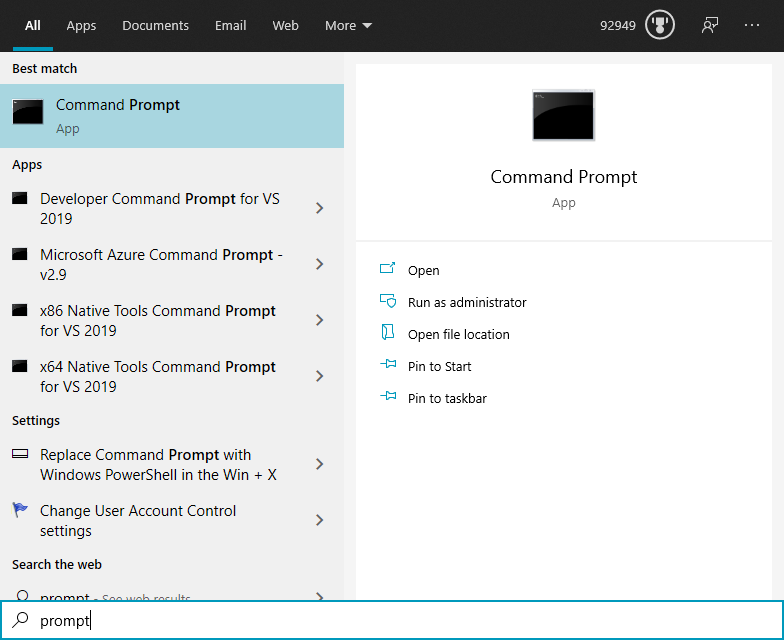 All Apps Documents Email Web More 92949
Best match
Command Prompt
App
Apps
Developer Command Prompt for VS
2019
Microsoft Azure Command Prompt -
v2.9
x86 Native Tools Command Prompt
for VS 2019
x64 Native Tools Command Prompt
for VS 2019
Settings
Replace Command Prompt with
Windows PowerShell in the Win + X
Change User Account Control
settings
Search the web
prompt - See web results
prompt
Command Prompt
App
Open
Run as administrator
Open file location
Pin to Start
Pin to taskbar